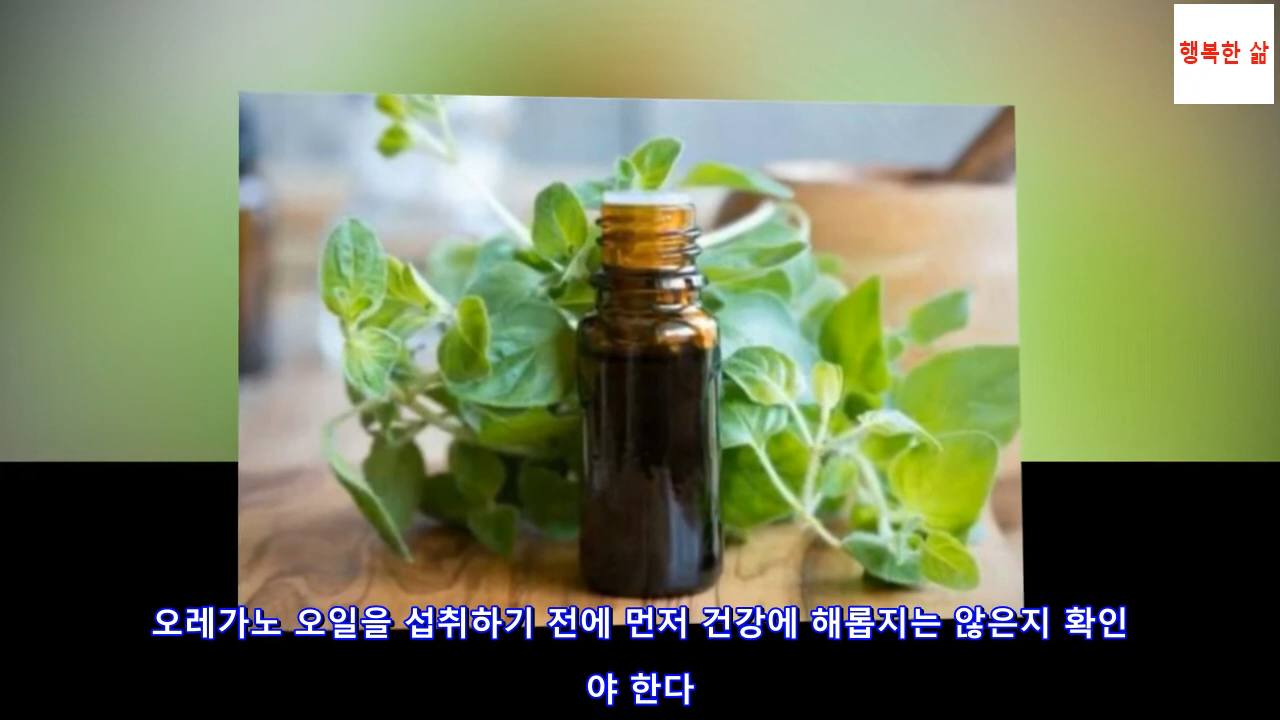 행복한 삶
오레가노 오일을 섭취하기 전에 먼저 건강에 해롭지는 않은지 확인
야 한다